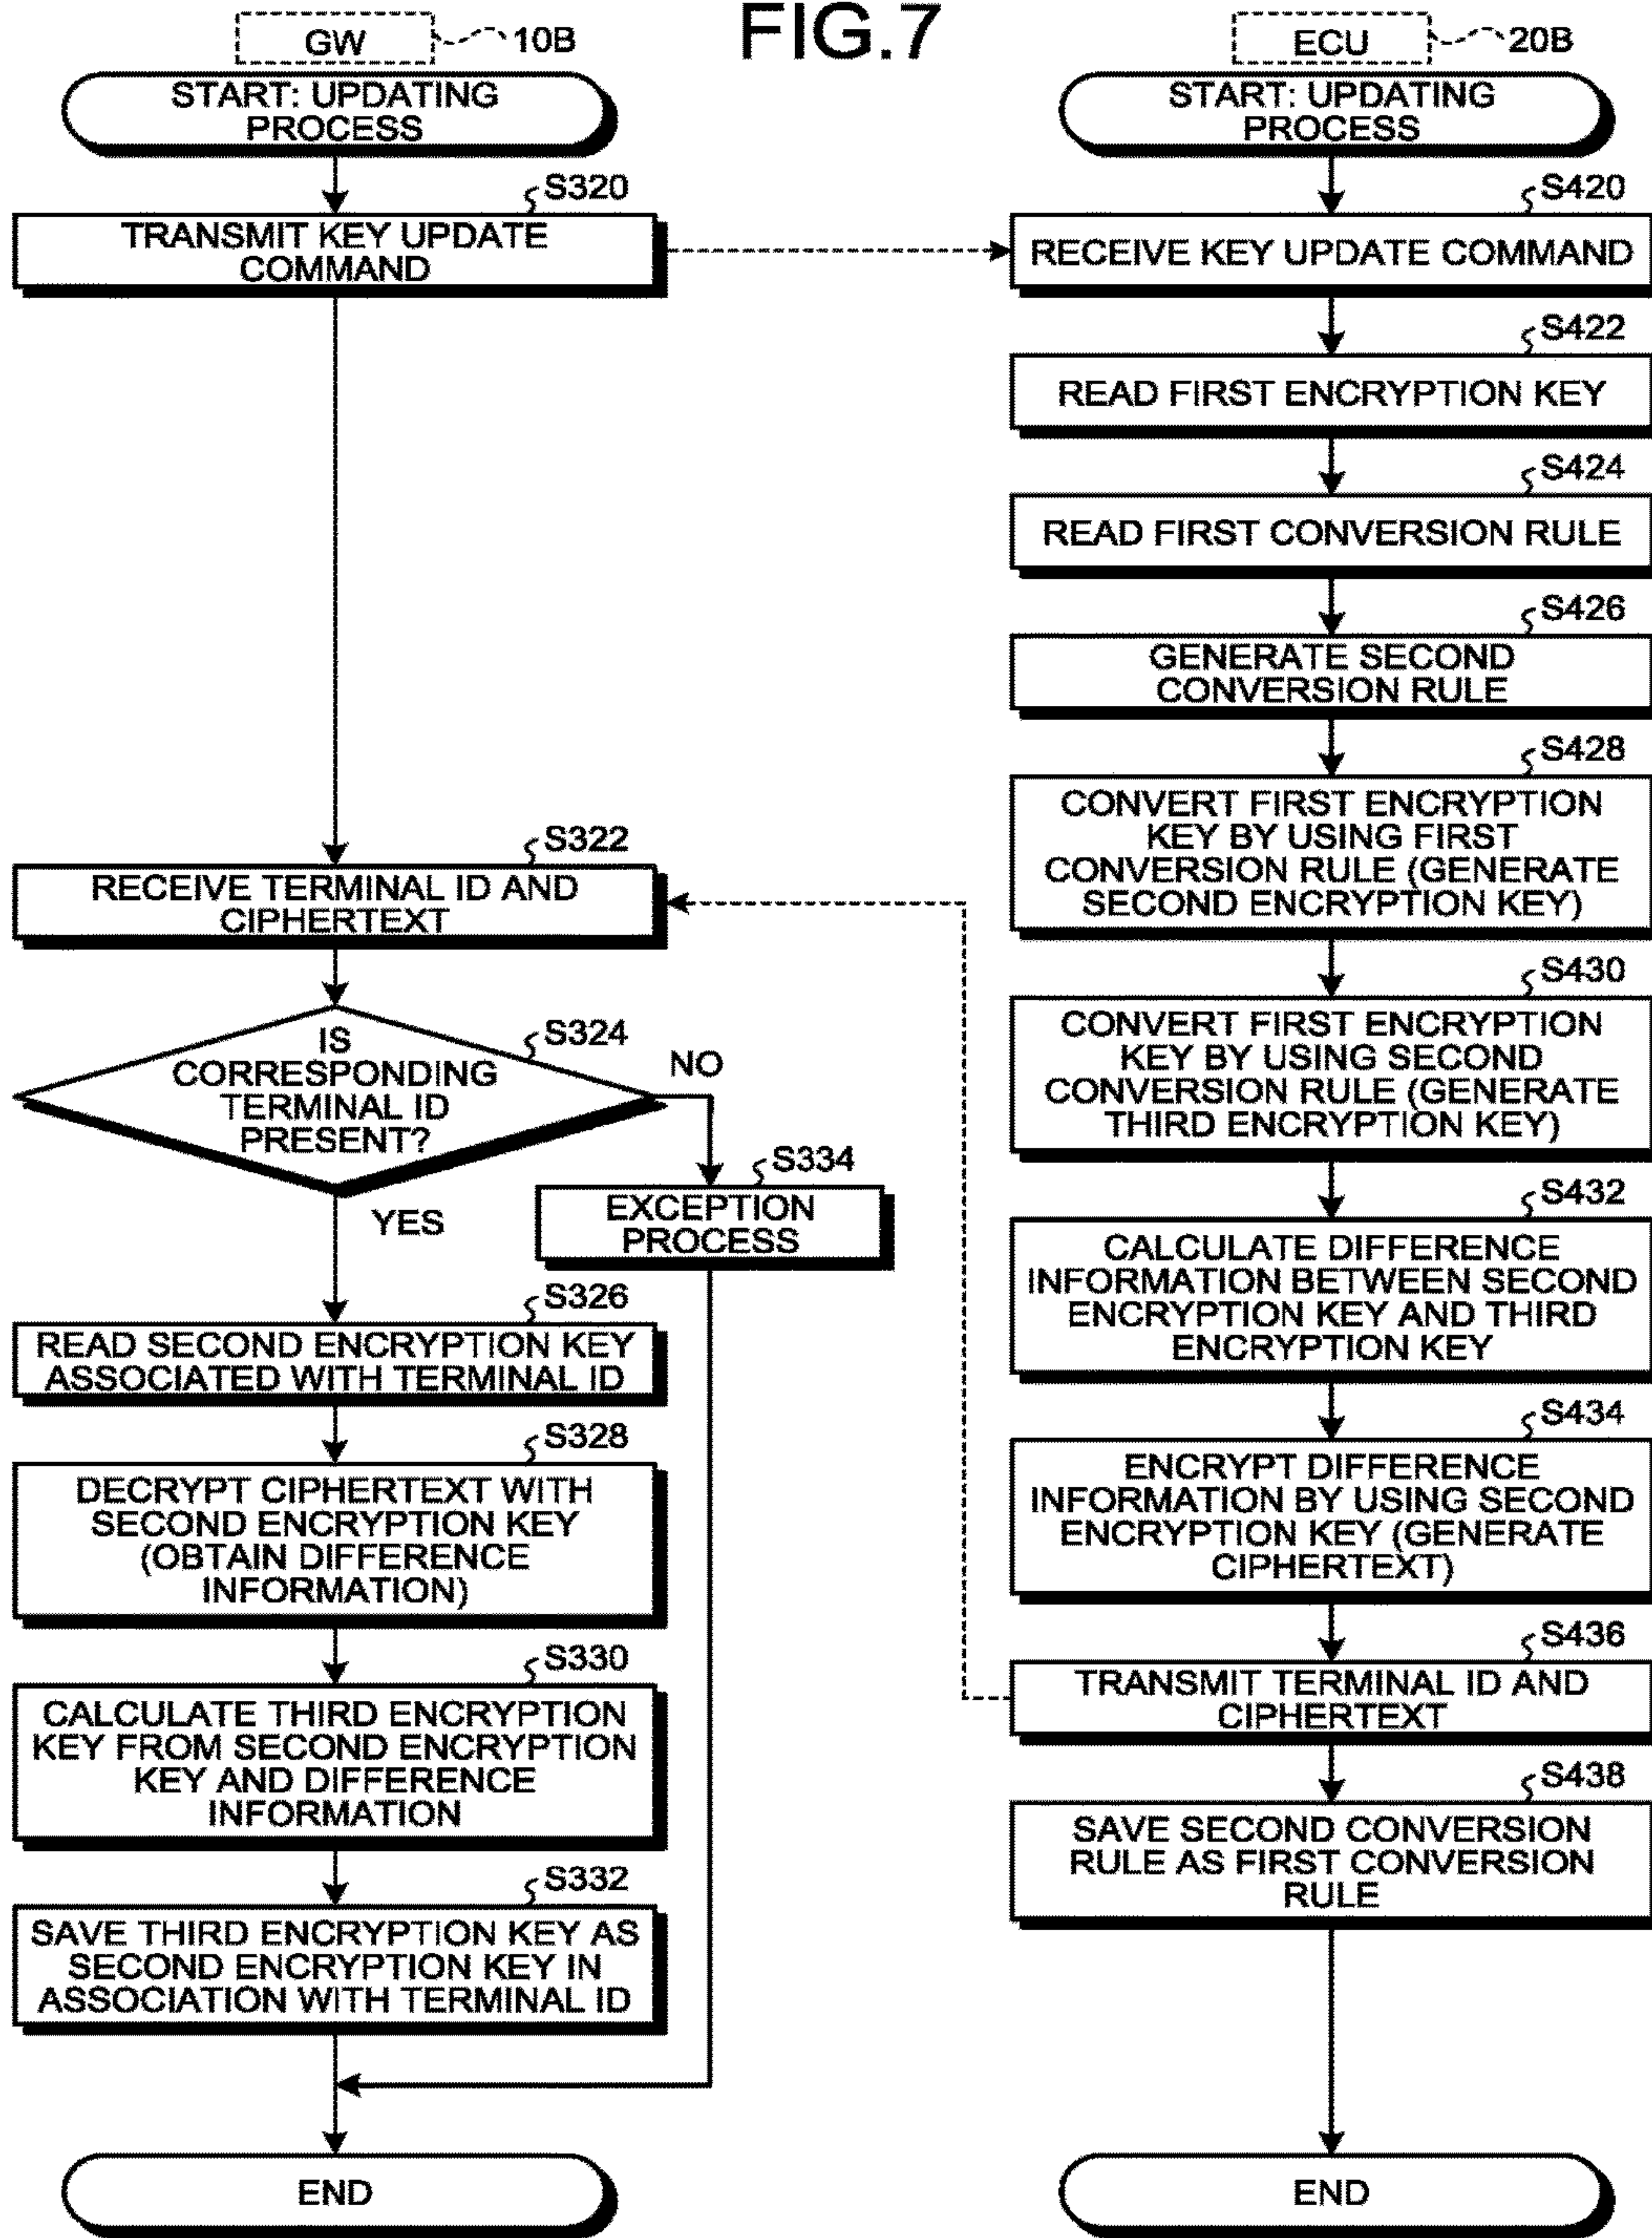 FIG.7
GW
10B
START: UPDATING
PROCESS
S320
TRANSMIT KEY UPDATE
COMMAND
S322
RECEIVE TERMINAL ID AND
CIPHERTEXT
S324
IS
CORRESPONDING
TERMINAL ID
PRESENT?
NO
YES
S334
EXCEPTION
PROCESS
S326
READ SECOND ENCRYPTION KEY
ASSOCIATED WITH TERMINAL ID
S328
DECRYPT CIPHERTEXT WITH
SECOND ENCRYPTION KEY
(OBTAIN DIFFERENCE
INFORMATION)
S330
CALCULATE THIRD ENCRYPTION
KEY FROM SECOND ENCRYPTION
KEY AND DIFFERENCE
INFORMATION
S332
SAVE THIRD ENCRYPTION KEY AS
SECOND ENCRYPTION KEY IN
ASSOCIATION WITH TERMINAL ID
END
ECU
20B
START: UPDATING
PROCESS
S420
RECEIVE KEY UPDATE COMMAND
S422
READ FIRST ENCRYPTION KEY
S424
READ FIRST CONVERSION RULE
S426
GENERATE SECOND
CONVERSION RULE
S428
CONVERT FIRST ENCRYPTION
KEY BY USING FIRST
CONVERSION RULE (GENERATE
SECOND ENCRYPTION KEY)
S430
CONVERT FIRST ENCRYPTION
KEY BY USING SECOND
CONVERSION RULE (GENERATE
THIRD ENCRYPTION KEY)
S432
CALCULATE DIFFERENCE
INFORMATION BETWEEN SECOND
ENCRYPTION KEY AND THIRD
ENCRYPTION KEY
S434
ENCRYPT DIFFERENCE
INFORMATION BY USING SECOND
ENCRYPTION KEY (GENERATE
CIPHERTEXT)
S436
TRANSMIT TERMINAL ID AND
CIPHERTEXT
S438
SAVE SECOND CONVERSION
RULE AS FIRST CONVERSION
RULE
END